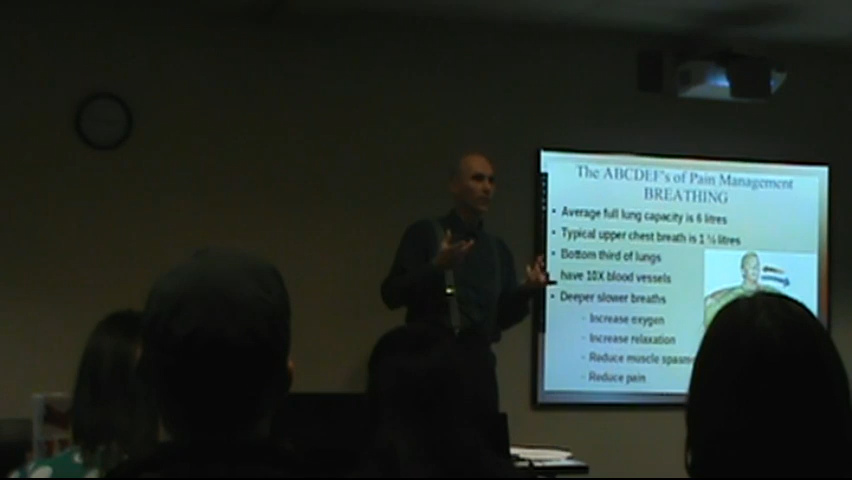 The ABCDEF's of Pain Management
BREATHING
• Average full lung capacity is 6 litres
• Typical upper chest breath is 1 ½ litres
• Bottom third of lungs
have 10X blood vessels
• Deeper slower breaths
- Increase oxygen
- Increase relaxation
- Reduce muscle spasm
- Reduce pain